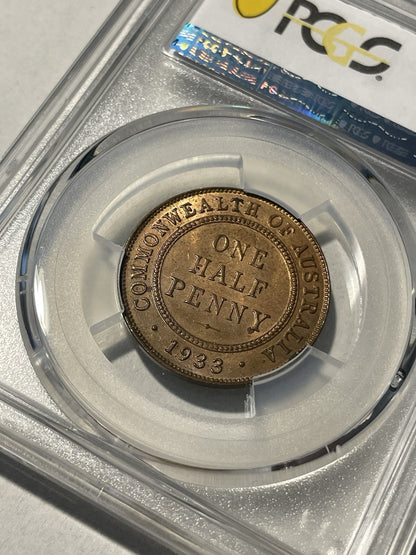 PCGS
COMMONWEALTH OF AUSTRALIA
ONE
HALF
PENNY
1933